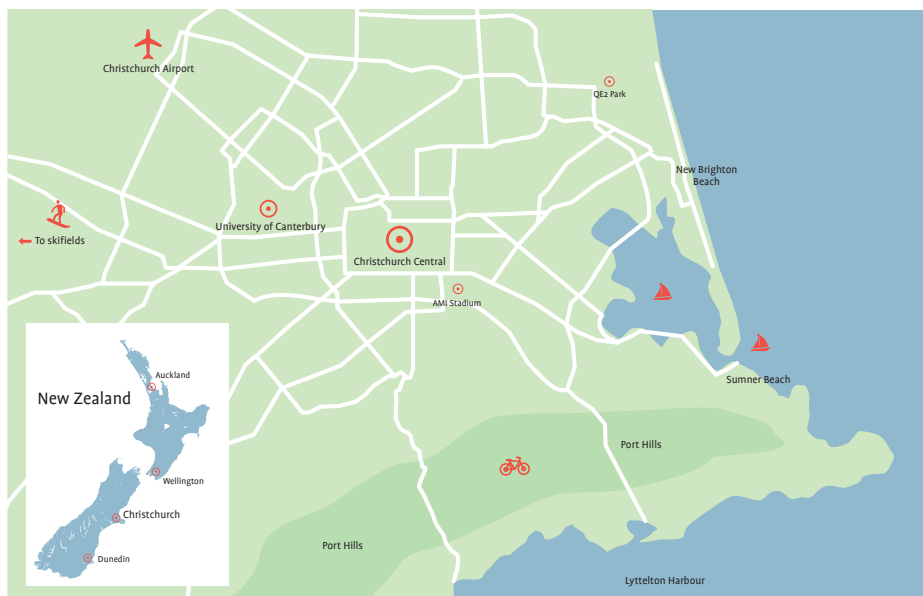 Christchurch Airport
QE2 Park
New Brighton
Beach
University of Canterbury
To skifields
Christchurch Central
AMI Stadium
Sumner Beach
New Zealand
Auckland
Wellington
Christchurch
Dunedin
Port Hills
Port Hills
Lyttelton Harbour